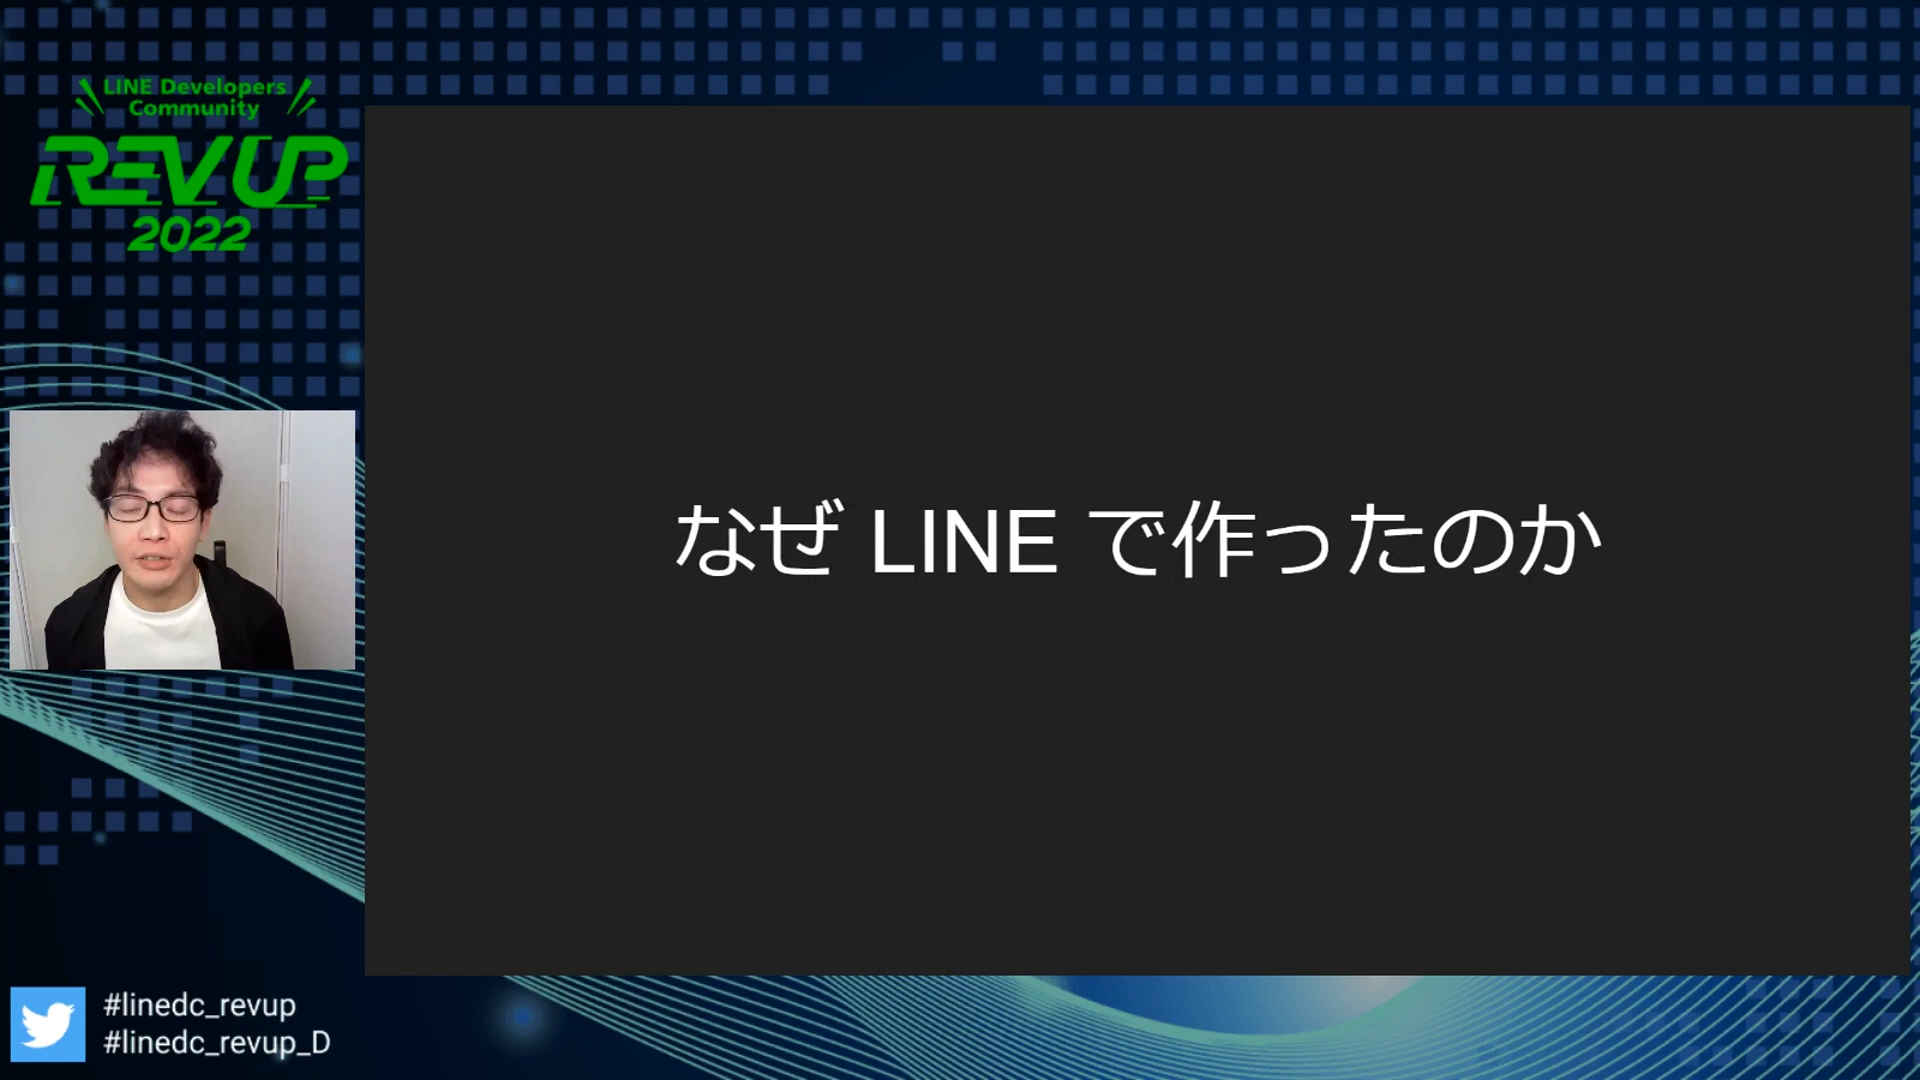 LINE Developers
Community
REVUP
2022
なぜ LINE で作ったのか
#linedc_revup
#linedc_revup_D